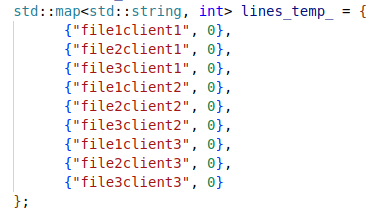 std::map<std::string, int> lines_temp_ = {
{"file1client1", 0},
{"file2client1", 0},
{"file3client1", 0},
{"file1client2", 0},
{"file2client2", 0},
{"file3client2", 0},
{"file1client3", 0},
{"file2client3", 0},
{"file3client3", 0}
};